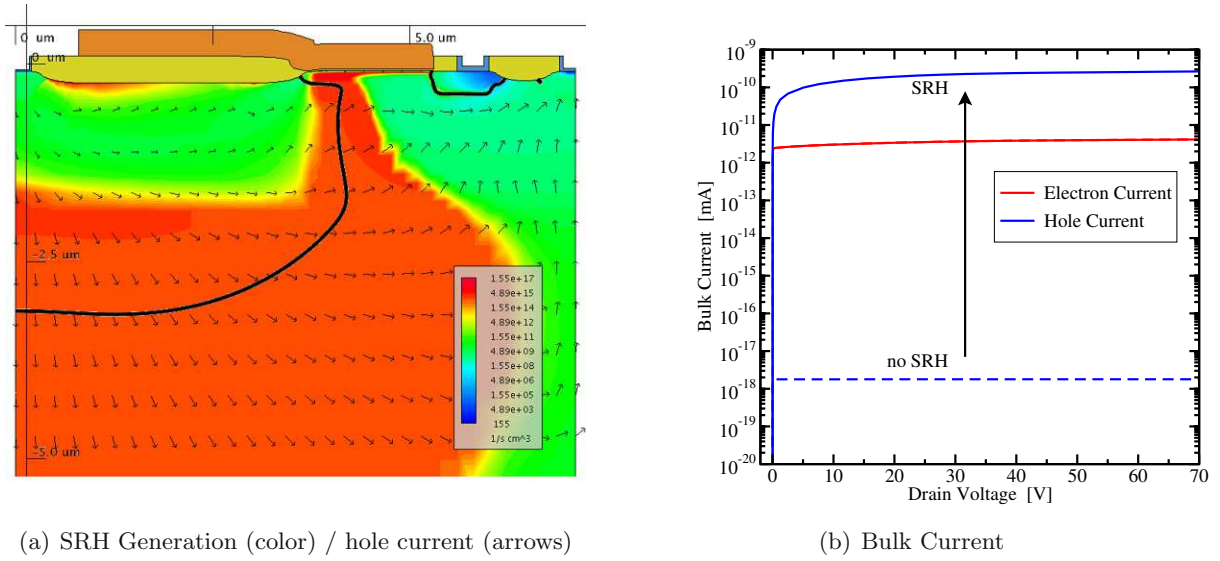 0 um
5.0 um
0 um
-2.5 um
-5.0 um
1.55e+17
4.89e+15
1.55e+14
4.89e+12
1.55e+11
4.89e+09
1.55e+08
4.89e+06
1.55e+05
4.89e+03
155
1/s cm^3
(a) SRH Generation (color) / hole current (arrows)
Bulk Current [mA]
10^-9
10^-10
10^-11
10^-12
10^-13
10^-14
10^-15
10^-16
10^-17
10^-18
10^-19
10^-20
SRH
Electron Current
Hole Current
no SRH
0 10 20 30 40 50 60 70
Drain Voltage [V]
(b) Bulk Current